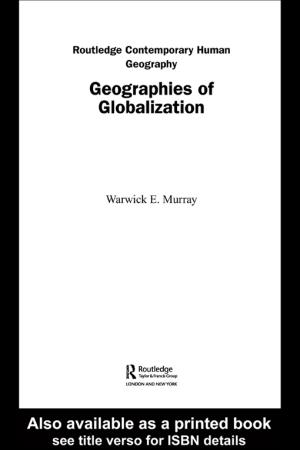 Routledge Contemporary Human
Geography
Geographies of
Globalization
Warwick E. Murray
R
Routledge
Taylor & Francis Group
LONDON AND NEW YORK
Also available as a printed book
see title verso for ISBN details